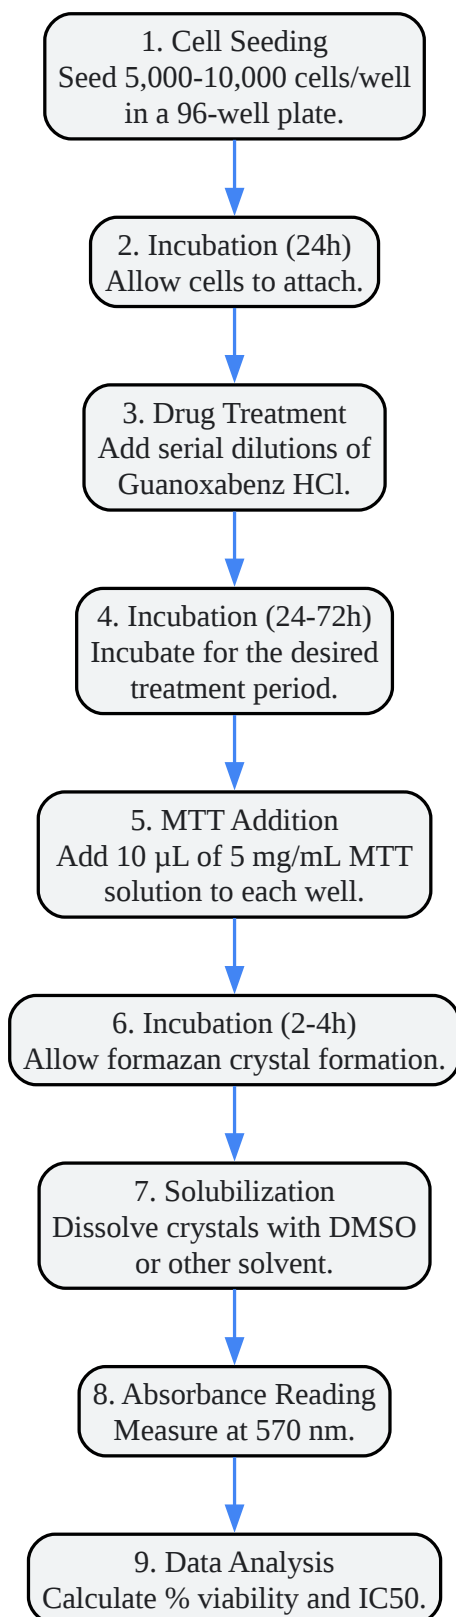 1. Cell Seeding
Seed 5,000-10,000 cells/well
in a 96-well plate.
2. Incubation (24h)
Allow cells to attach.
3. Drug Treatment
Add serial dilutions of
Guanoxabenz HCl.
4. Incubation (24-72h)
Incubate for the desired
treatment period.
5. MTT Addition
Add 10 µL of 5 mg/mL MTT
solution to each well.
6. Incubation (2-4h)
Allow formazan crystal formation.
7. Solubilization
Dissolve crystals with DMSO
or other solvent.
8. Absorbance Reading
Measure at 570 nm.
9. Data Analysis
Calculate % viability and IC50.